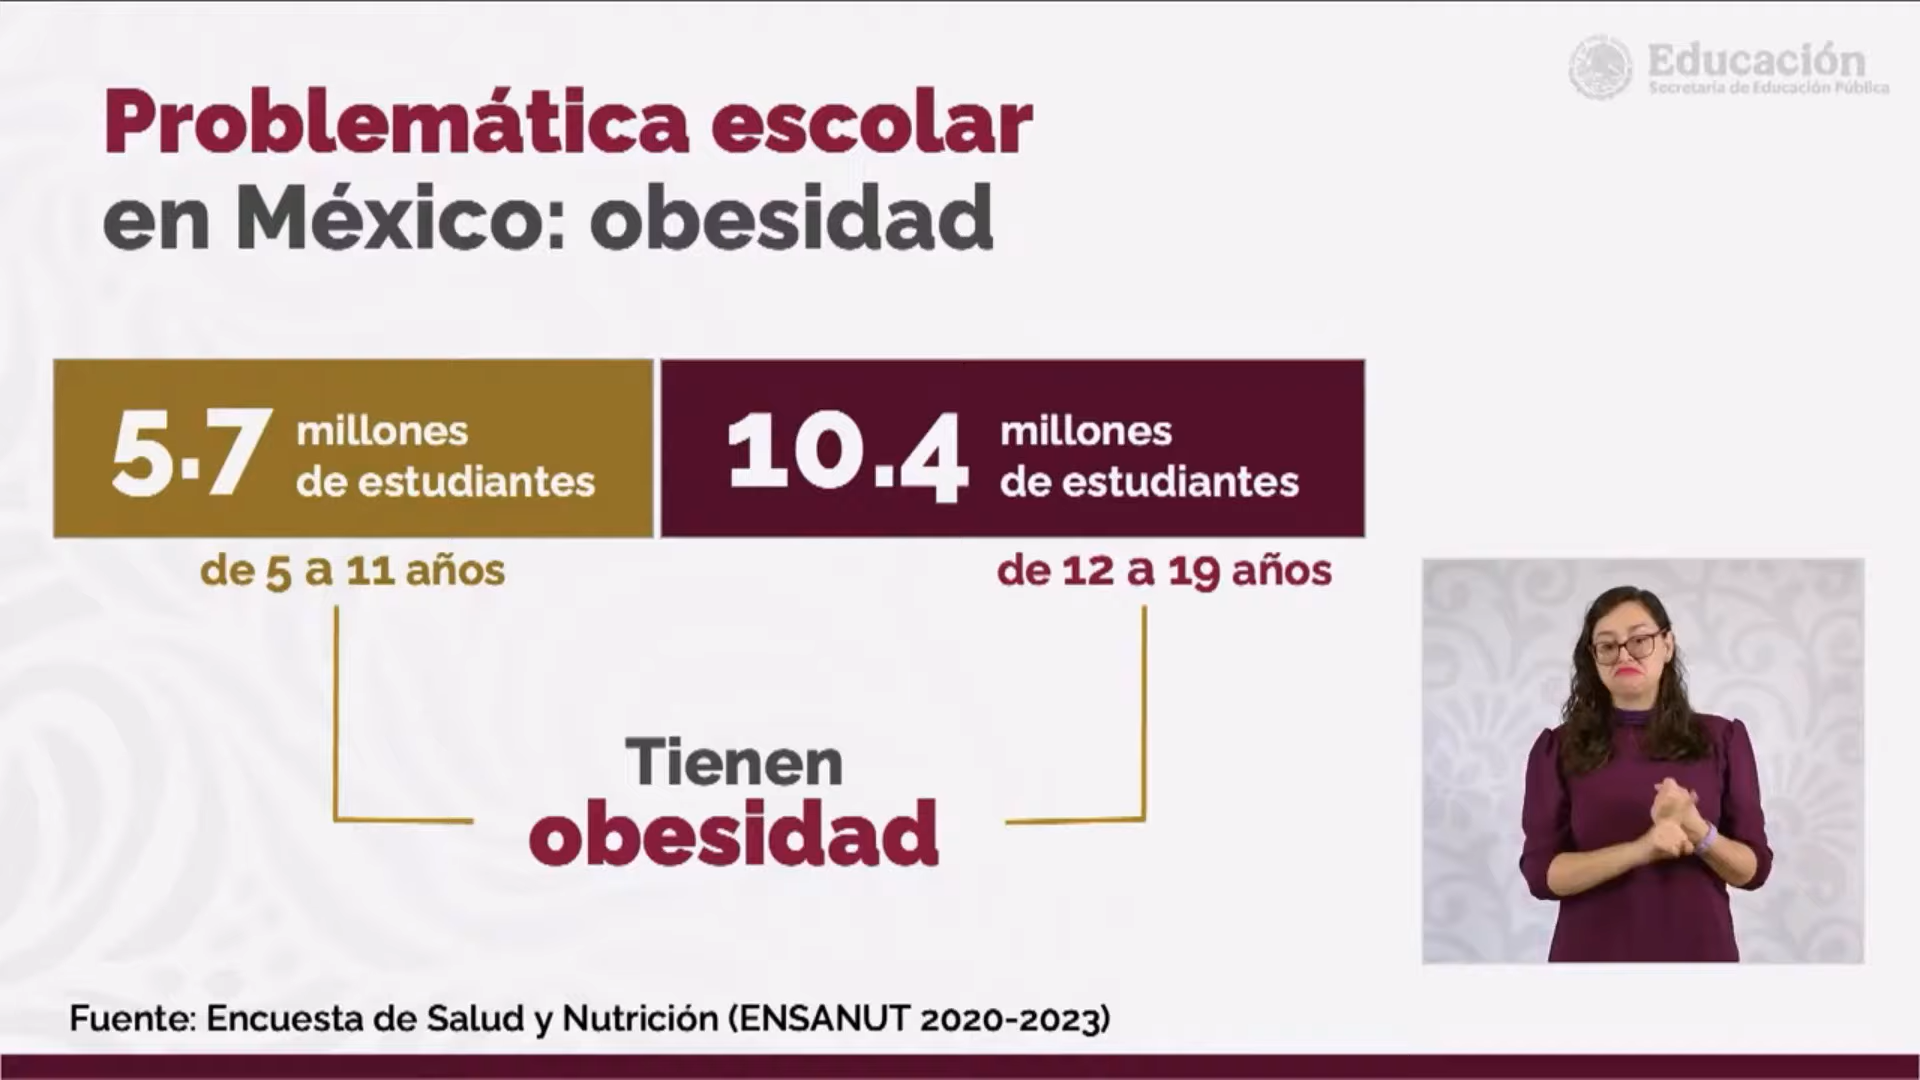 Educación
Secretaría de Educación Pública
Problemática escolar
en México: obesidad
5.7 millones
de estudiantes
de 5 a 11 años
10.4 millones
de estudiantes
de 12 a 19 años
Tienen
obesidad
Fuente: Encuesta de Salud y Nutrición (ENSANUT 2020-2023)